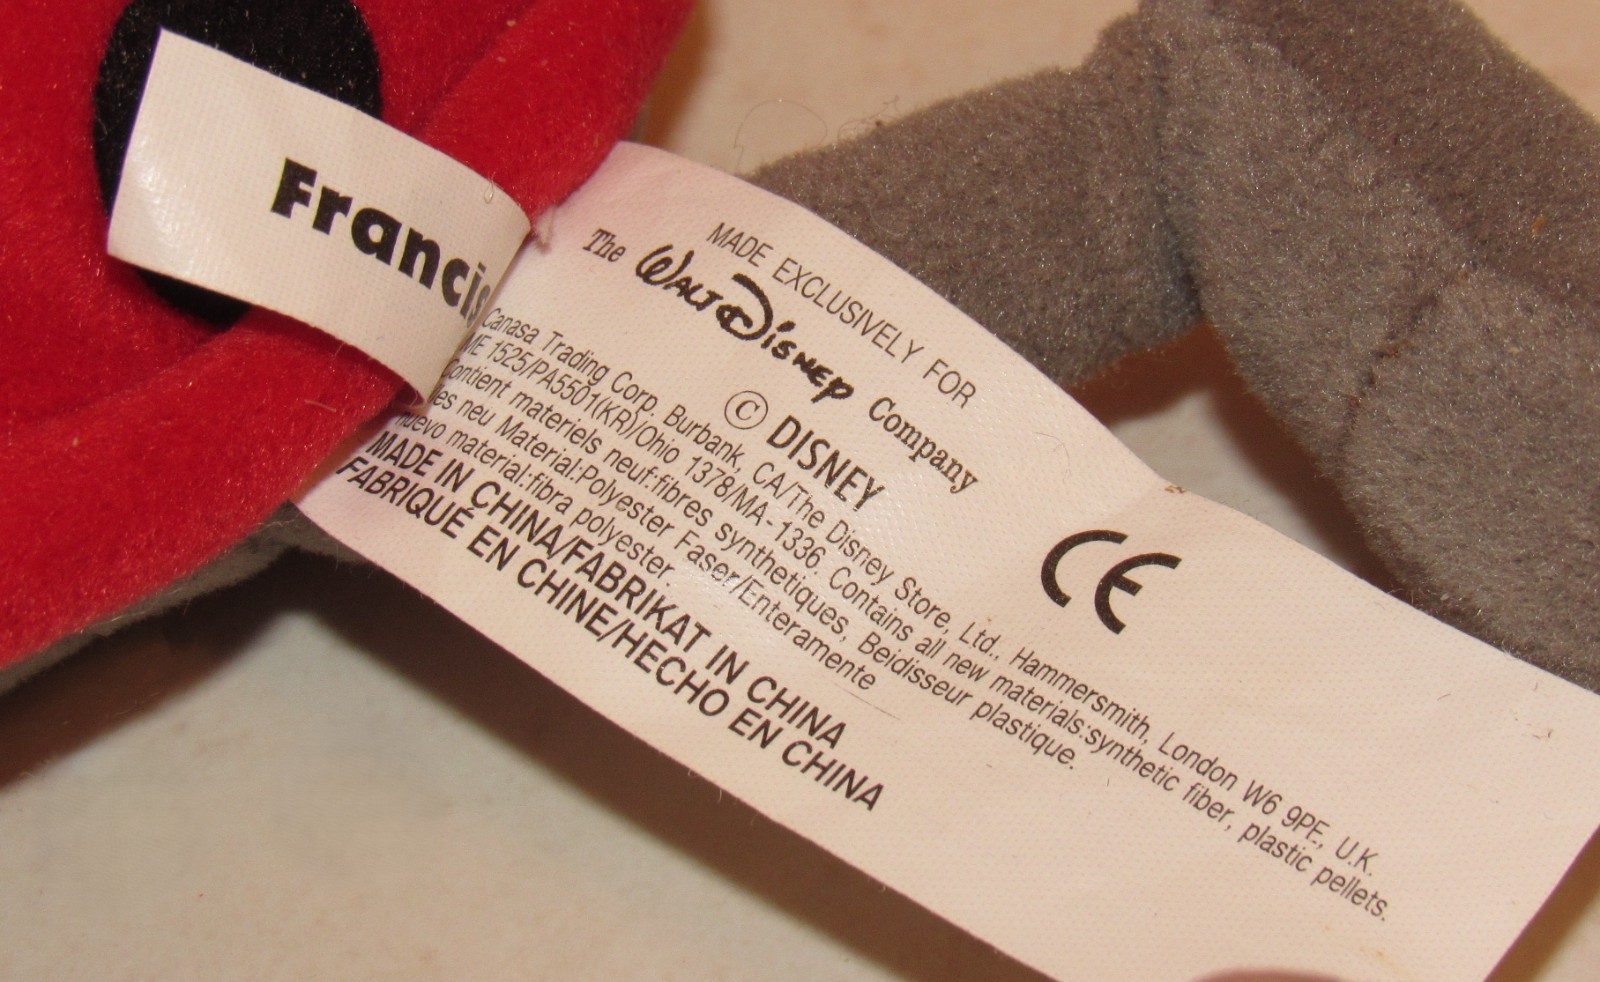 Francis
MADE EXCLUSIVELY FOR
The WALT DISNEY Company
© DISNEY
CE
Canasa Trading Corp. Burbank, CA/The Disney Store, Ltd., Hammersmith, London W6 9PE, U.K.
ME 1525/PA5501(KR)/Ohio 1378/MA-1336. Contains all new materials:synthetic fiber, plastic pellets.
Contient materiels neuf:fibres synthetiques, Beidisseur plastique.
neu Material:Polyester Faser/Enteramente
nuevo material:fibra polyester.
MADE IN CHINA/FABRIKAT IN CHINA
FABRIQUÉ EN CHINE/HECHO EN CHINA